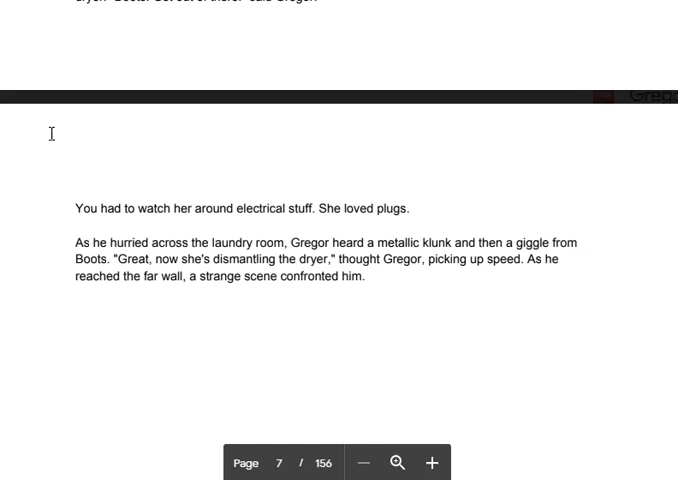 You had to watch her around electrical stuff. She loved plugs.
As he hurried across the laundry room, Gregor heard a metallic klunk and then a giggle from
Boots. "Great, now she's dismantling the dryer," thought Gregor, picking up speed. As he
reached the far wall, a strange scene confronted him.
Page 7 / 156